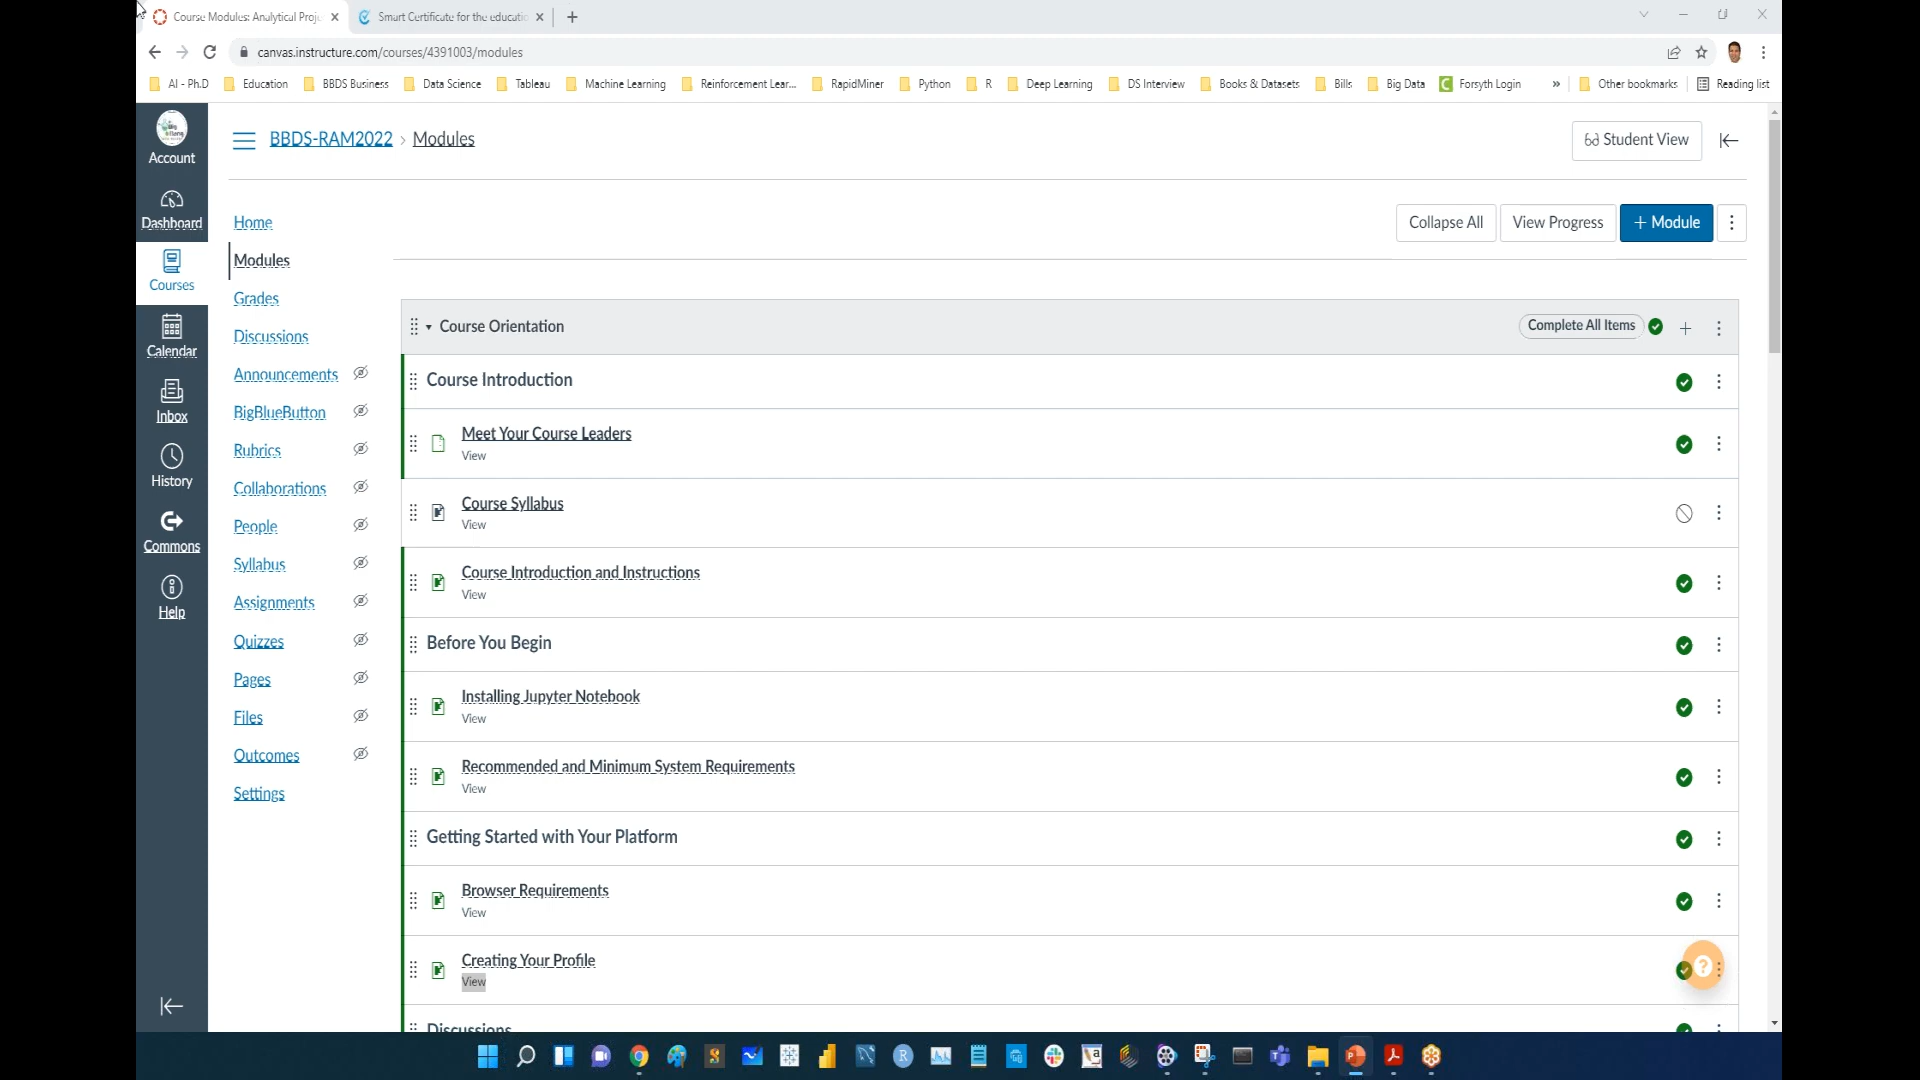 Course Modules: Analytical Proje
Smart Certificate for the educatio
canvas.instructure.com/courses/4391003/modules
AI - Ph.D
Education
BBDS Business
Data Science
Tableau
Machine Learning
Reinforcement Lear...
RapidMiner
Python
R
Deep Learning
DS Interview
Books & Datasets
Bills
Big Data
Forsyth Login
»
Other bookmarks
Reading list
Account
Dashboard
Courses
Calendar
Inbox
History
Commons
Help
BBDS-RAM2022 › Modules
Student View
Home
Modules
Grades
Discussions
Announcements
BigBlueButton
Rubrics
Collaborations
People
Syllabus
Assignments
Quizzes
Pages
Files
Outcomes
Settings
Collapse All
View Progress
+ Module
Course Orientation
Complete All Items
Course Introduction
Meet Your Course Leaders
View
Course Syllabus
View
Course Introduction and Instructions
View
Before You Begin
Installing Jupyter Notebook
View
Recommended and Minimum System Requirements
View
Getting Started with Your Platform
Browser Requirements
View
Creating Your Profile
View
Discussions